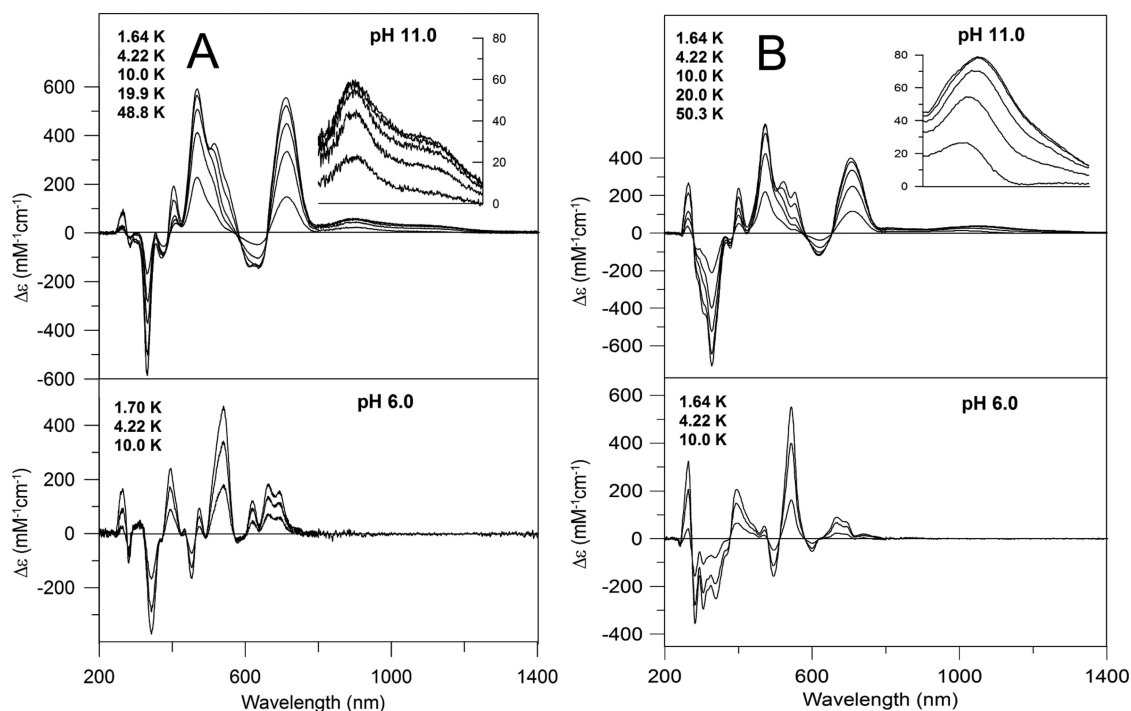 A
pH 11.0
1.64 K
4.22 K
10.0 K
19.9 K
48.8 K
80
60
40
20
0
600
400
200
0
-200
-400
-600
Δε (mM⁻¹cm⁻¹)
pH 6.0
1.70 K
4.22 K
10.0 K
400
200
0
-200
Δε (mM⁻¹cm⁻¹)
200 600 1000 1400
Wavelength (nm)
B
pH 11.0
1.64 K
4.22 K
10.0 K
20.0 K
50.3 K
80
60
40
20
0
400
200
0
-200
-400
-600
Δε (mM⁻¹cm⁻¹)
pH 6.0
1.64 K
4.22 K
10.0 K
600
400
200
0
-200
-400
Δε (mM⁻¹cm⁻¹)
200 600 1000 1400
Wavelength (nm)